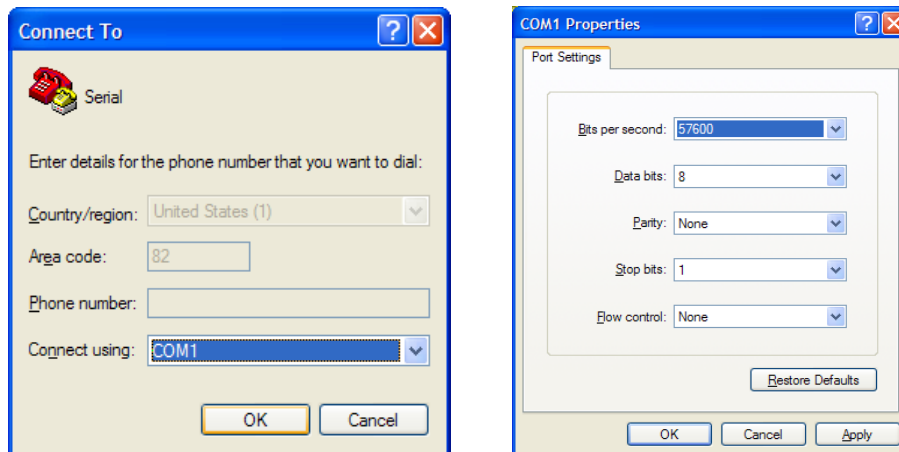 Connect To
Serial
Enter details for the phone number that you want to dial:
Country/region: United States (1)
Area code: 82
Phone number:
Connect using: COM1
OK Cancel
COM1 Properties
Port Settings
Bits per second: 57600
Data bits: 8
Parity: None
Stop bits: 1
Flow control: None
Restore Defaults
OK Cancel Apply